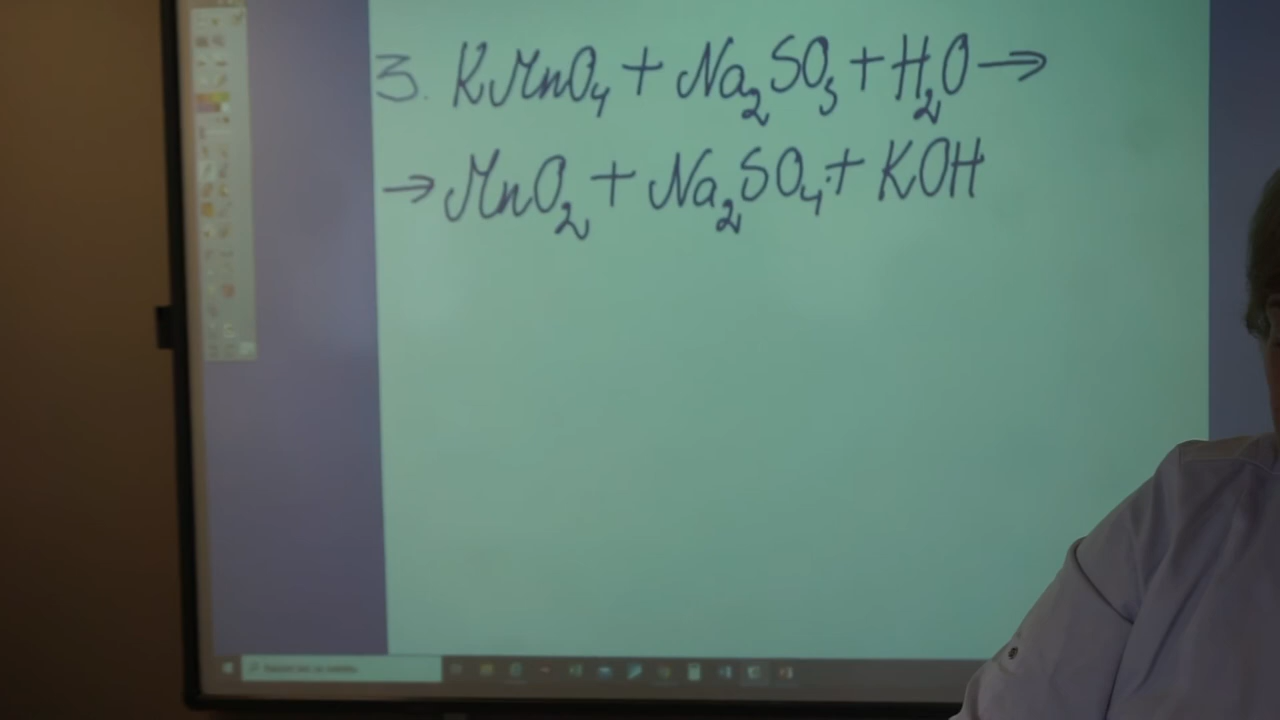 3. KMnO₄ + Na₂SO₃ + H₂O →
→ MnO₂ + Na₂SO₄ + KOH